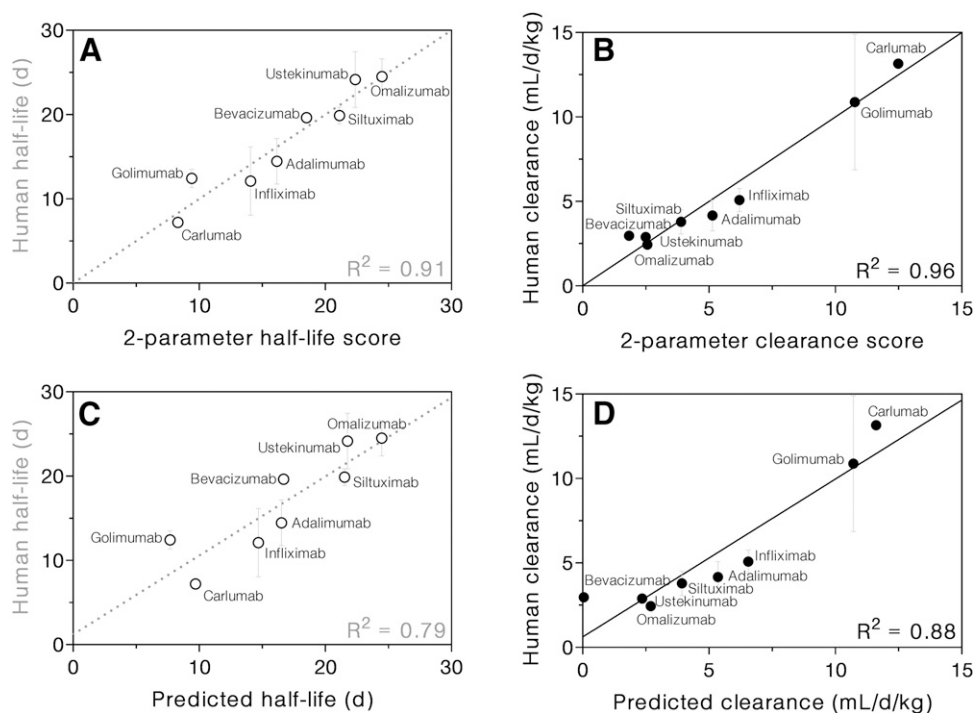 A
Human half-life (d)
30
20
10
0
0
10
20
30
2-parameter half-life score
Ustekinumab
Omalizumab
Bevacizumab
Siltuximab
Golimumab
Adalimumab
Infliximab
Carlumab
R² = 0.91
B
Human clearance (mL/d/kg)
15
10
5
0
0
5
10
15
2-parameter clearance score
Carlumab
Golimumab
Siltuximab
Infliximab
Bevacizumab
Adalimumab
Ustekinumab
Omalizumab
R² = 0.96
C
Human half-life (d)
30
20
10
0
0
10
20
30
Predicted half-life (d)
Omalizumab
Ustekinumab
Bevacizumab
Siltuximab
Golimumab
Adalimumab
Infliximab
Carlumab
R² = 0.79
D
Human clearance (mL/d/kg)
15
10
5
0
0
5
10
15
Predicted clearance (mL/d/kg)
Carlumab
Golimumab
Infliximab
Bevacizumab
Adalimumab
Siltuximab
Ustekinumab
Omalizumab
R² = 0.88